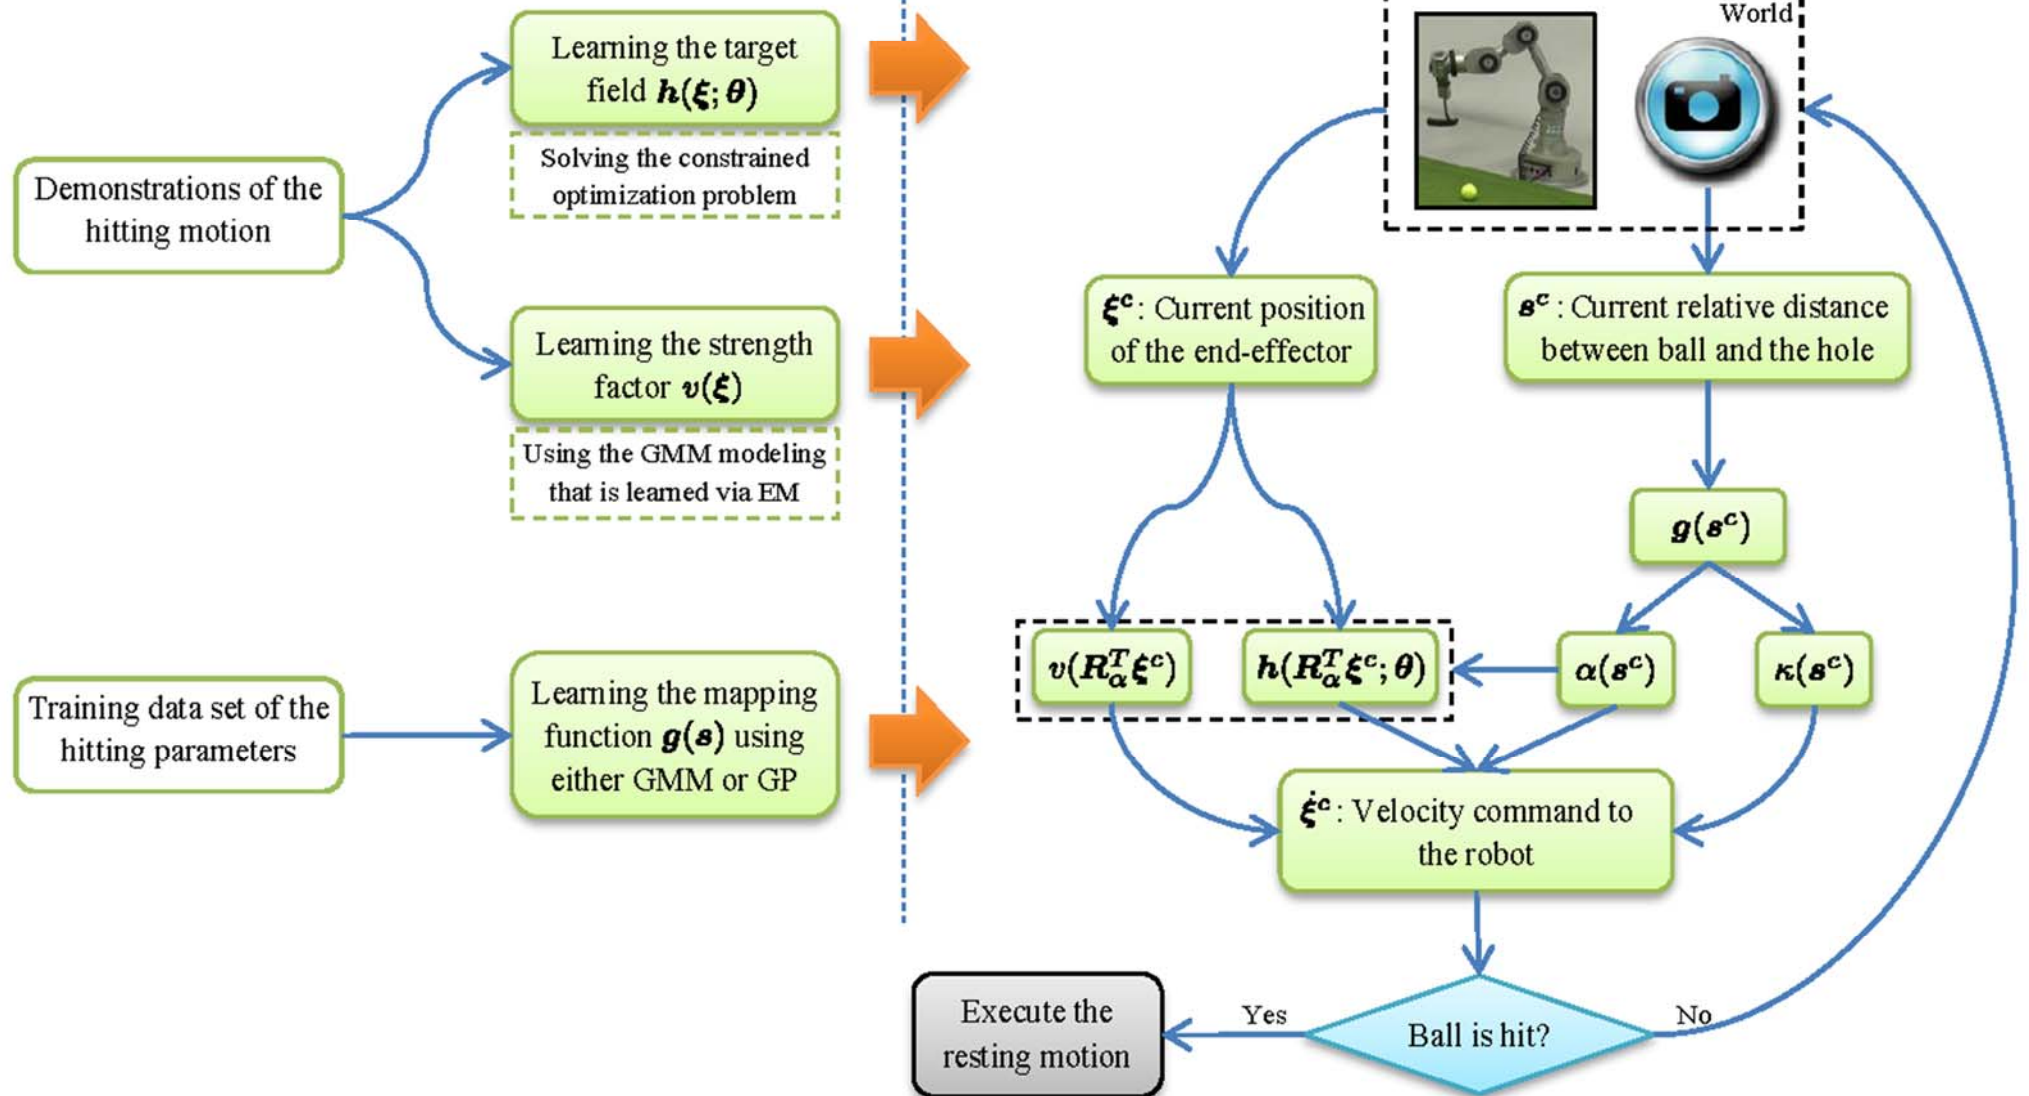 Learning the target
field h(ξ; θ)
Solving the constrained
optimization problem
Demonstrations of the
hitting motion
Learning the strength
factor v(ξ)
Using the GMM modeling
that is learned via EM
Training data set of the
hitting parameters
Learning the mapping
function g(s) using
either GMM or GP
World
ξᶜ : Current position
of the end-effector
sᶜ : Current relative distance
between ball and the hole
g(sᶜ)
v(R_α^T ξᶜ)
h(R_α^T ξᶜ; θ)
α(sᶜ)
κ(sᶜ)
ξ̇ᶜ : Velocity command to
the robot
Ball is hit?
Yes
No
Execute the
resting motion